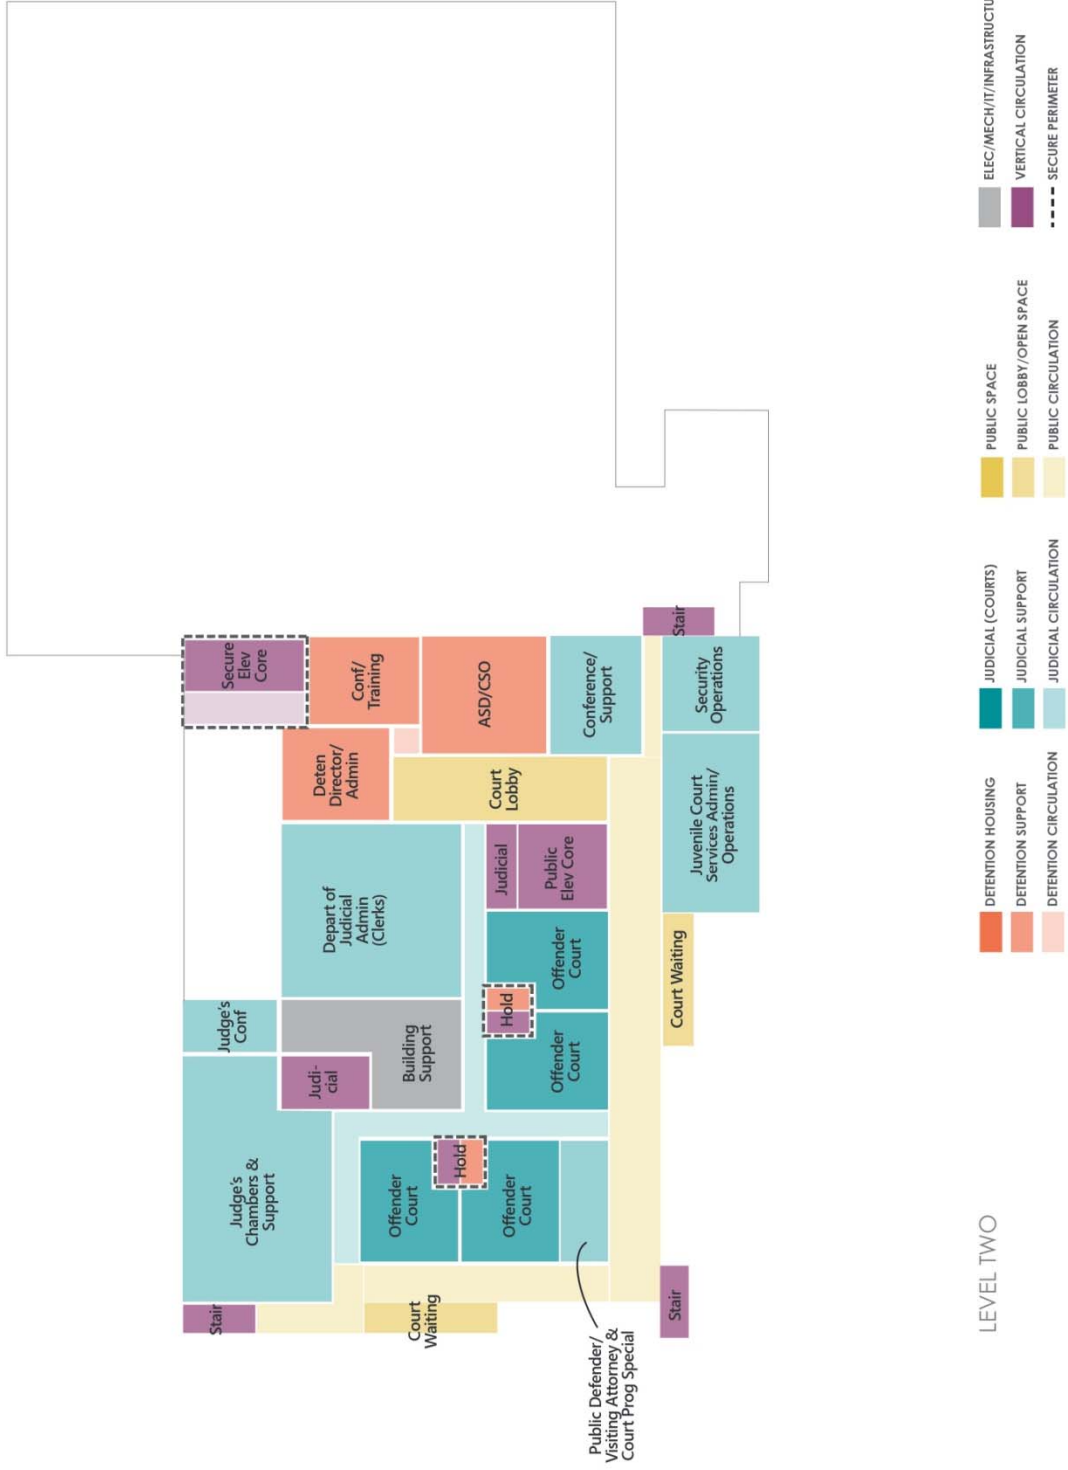 Stair
Judge's
Chambers &
Support
Judge's
Conf
Secure
Elev
Core
Judi-
cial
Depart of
Judicial
Admin
(Clerks)
Deten
Director/
Admin
Conf/
Training
Building
Support
Court
Waiting
Offender
Court
Hold
Offender
Court
Hold
Offender
Court
Offender
Court
Judicial
Public
Elev Core
Court
Lobby
ASD/CSO
Conference/
Support
Public Defender/
Visiting Attorney &
Court Prog Special
Stair
Court Waiting
Juvenile Court
Services Admin/
Operations
Security
Operations
Stair
LEVEL TWO
DETENTION HOUSING
DETENTION SUPPORT
DETENTION CIRCULATION
JUDICIAL (COURTS)
JUDICIAL SUPPORT
JUDICIAL CIRCULATION
PUBLIC SPACE
PUBLIC LOBBY/OPEN SPACE
PUBLIC CIRCULATION
ELEC/MECH/IT/INFRASTRUCTU
VERTICAL CIRCULATION
SECURE PERIMETER